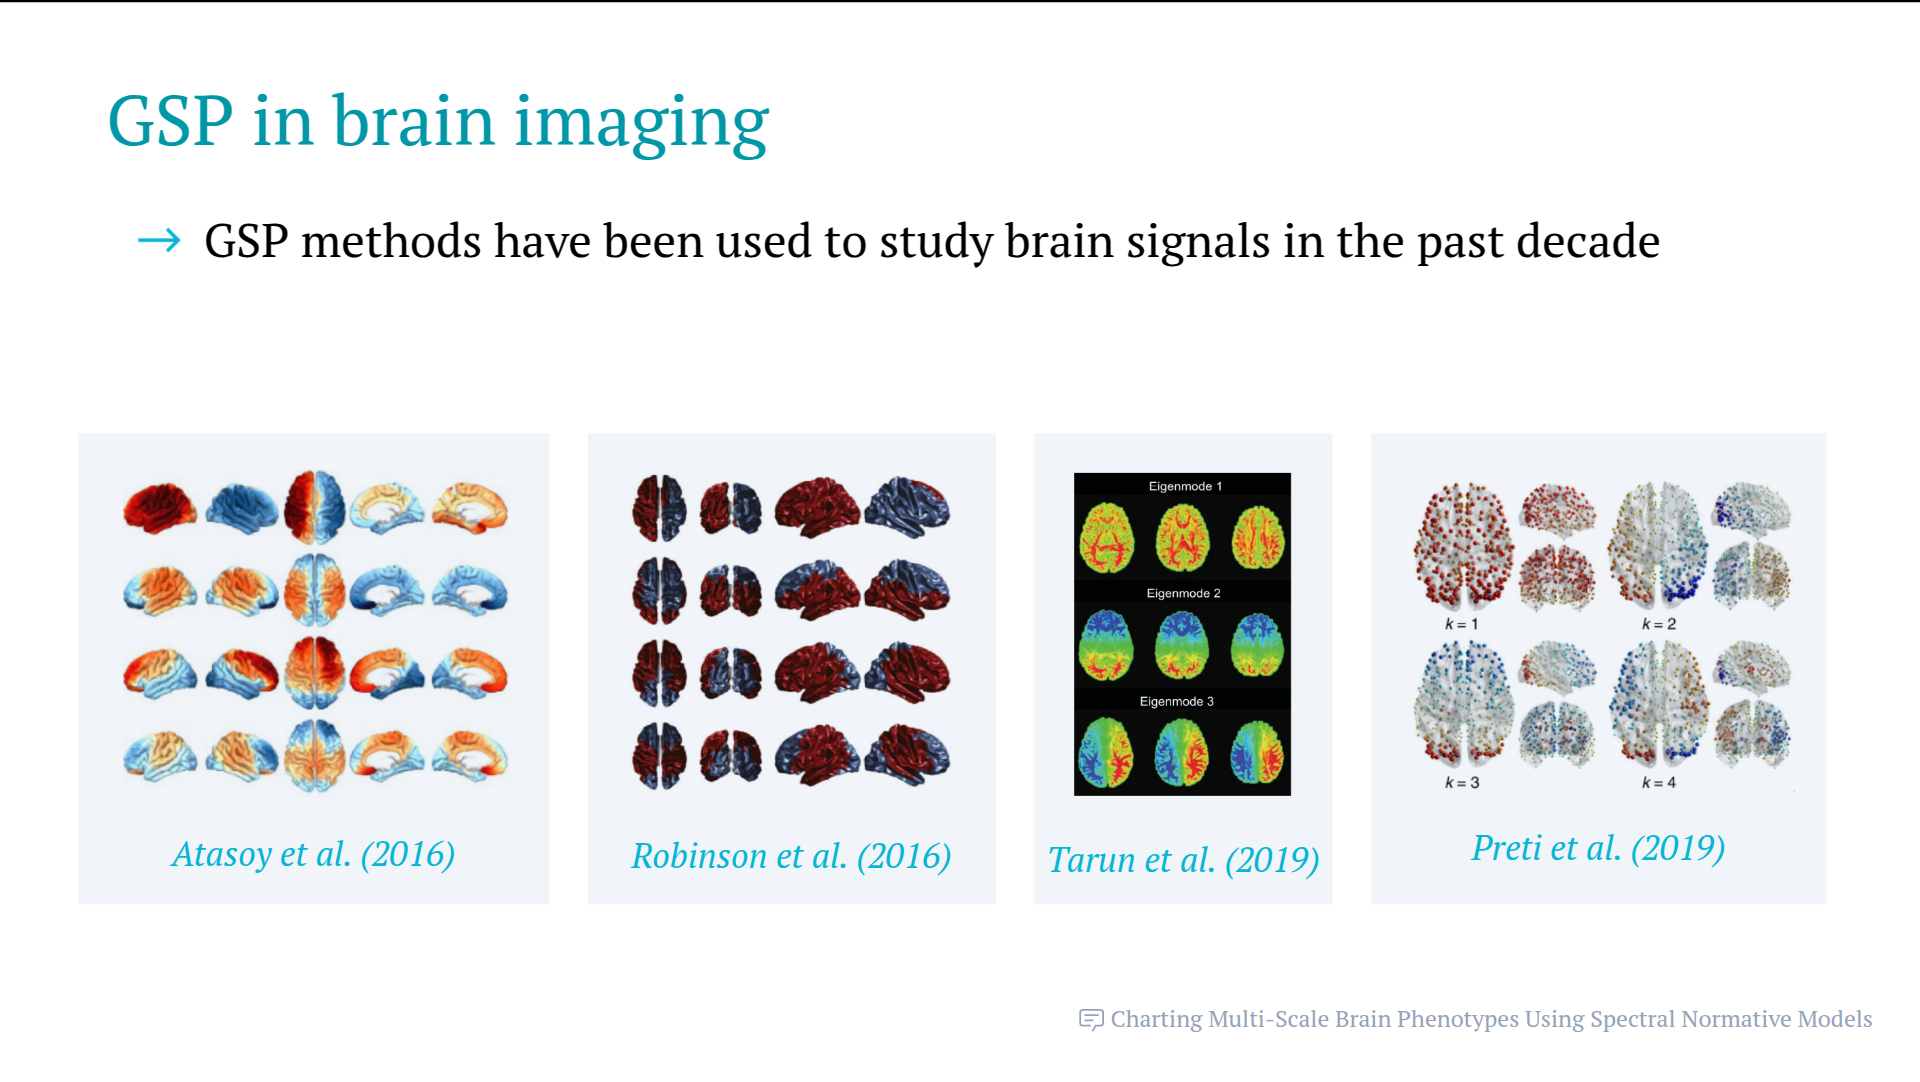 GSP in brain imaging
→ GSP methods have been used to study brain signals in the past decade
Eigenmode 1
Eigenmode 2
Eigenmode 3
k = 1
k = 2
k = 3
k = 4
Atasoy et al. (2016)
Robinson et al. (2016)
Tarun et al. (2019)
Preti et al. (2019)
Charting Multi-Scale Brain Phenotypes Using Spectral Normative Models